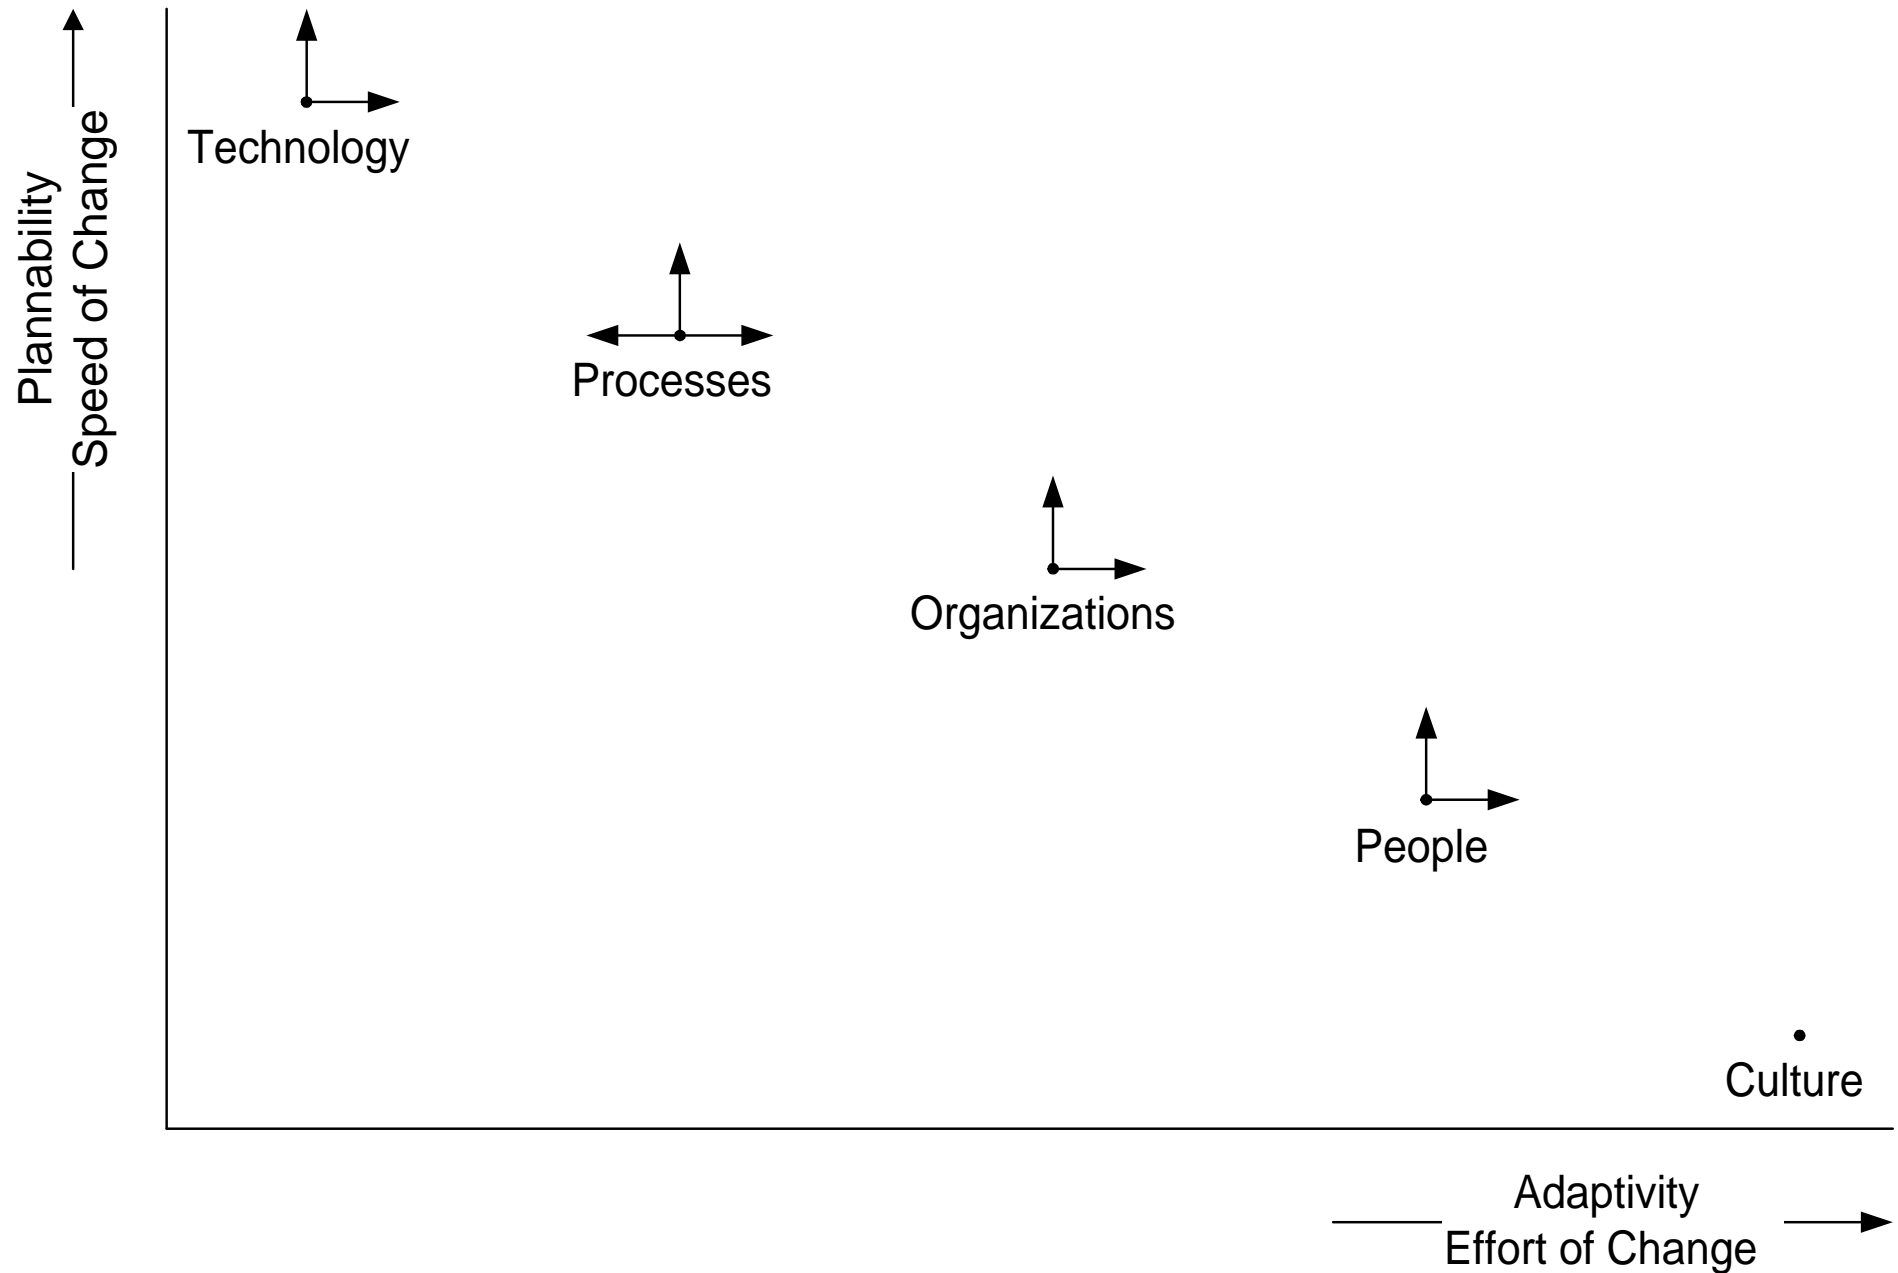 Plannability
Speed of Change
Technology
Processes
Organizations
People
Culture
Adaptivity
Effort of Change